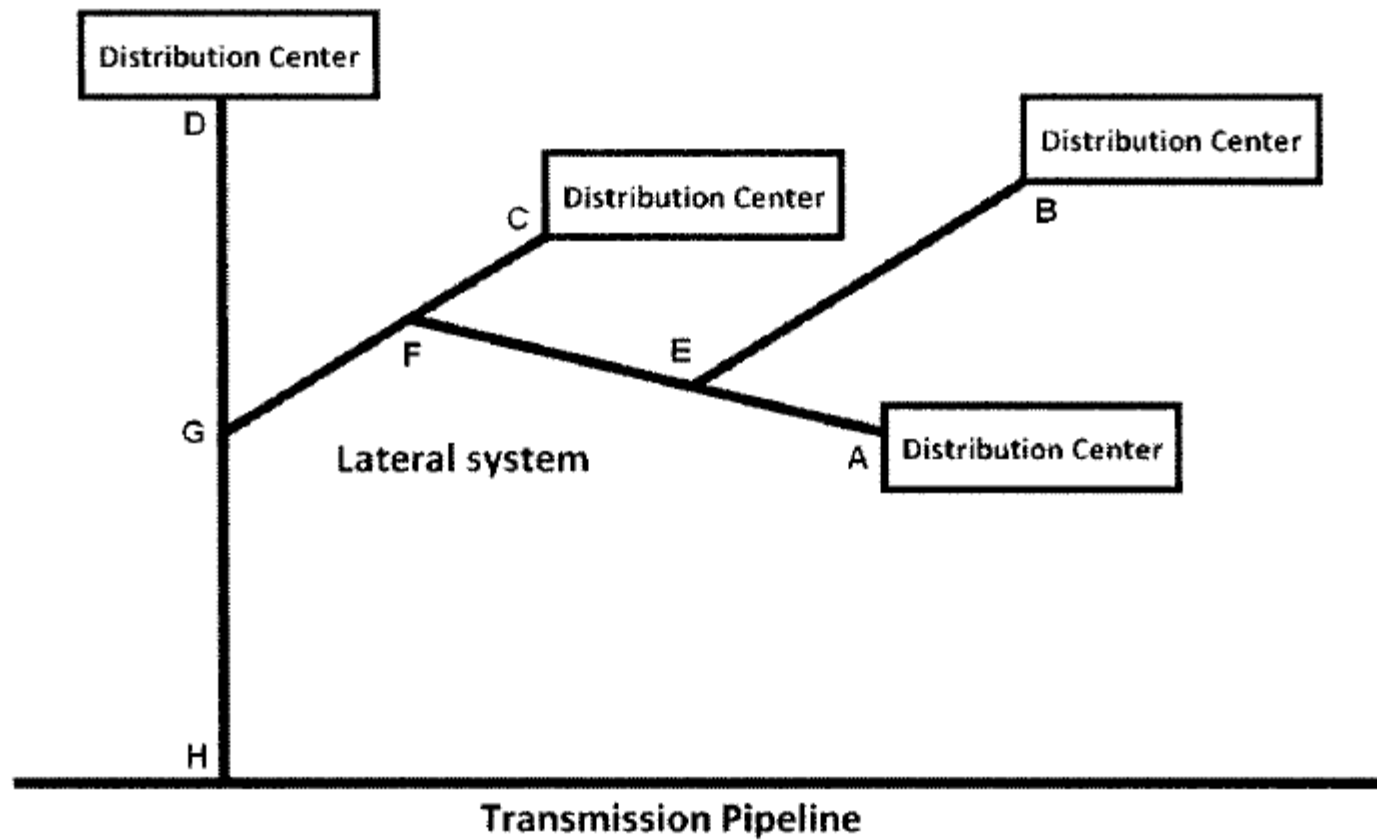 Distribution Center
D
Distribution Center
B
C
Distribution Center
F
E
G
Lateral system
A
Distribution Center
H
Transmission Pipeline